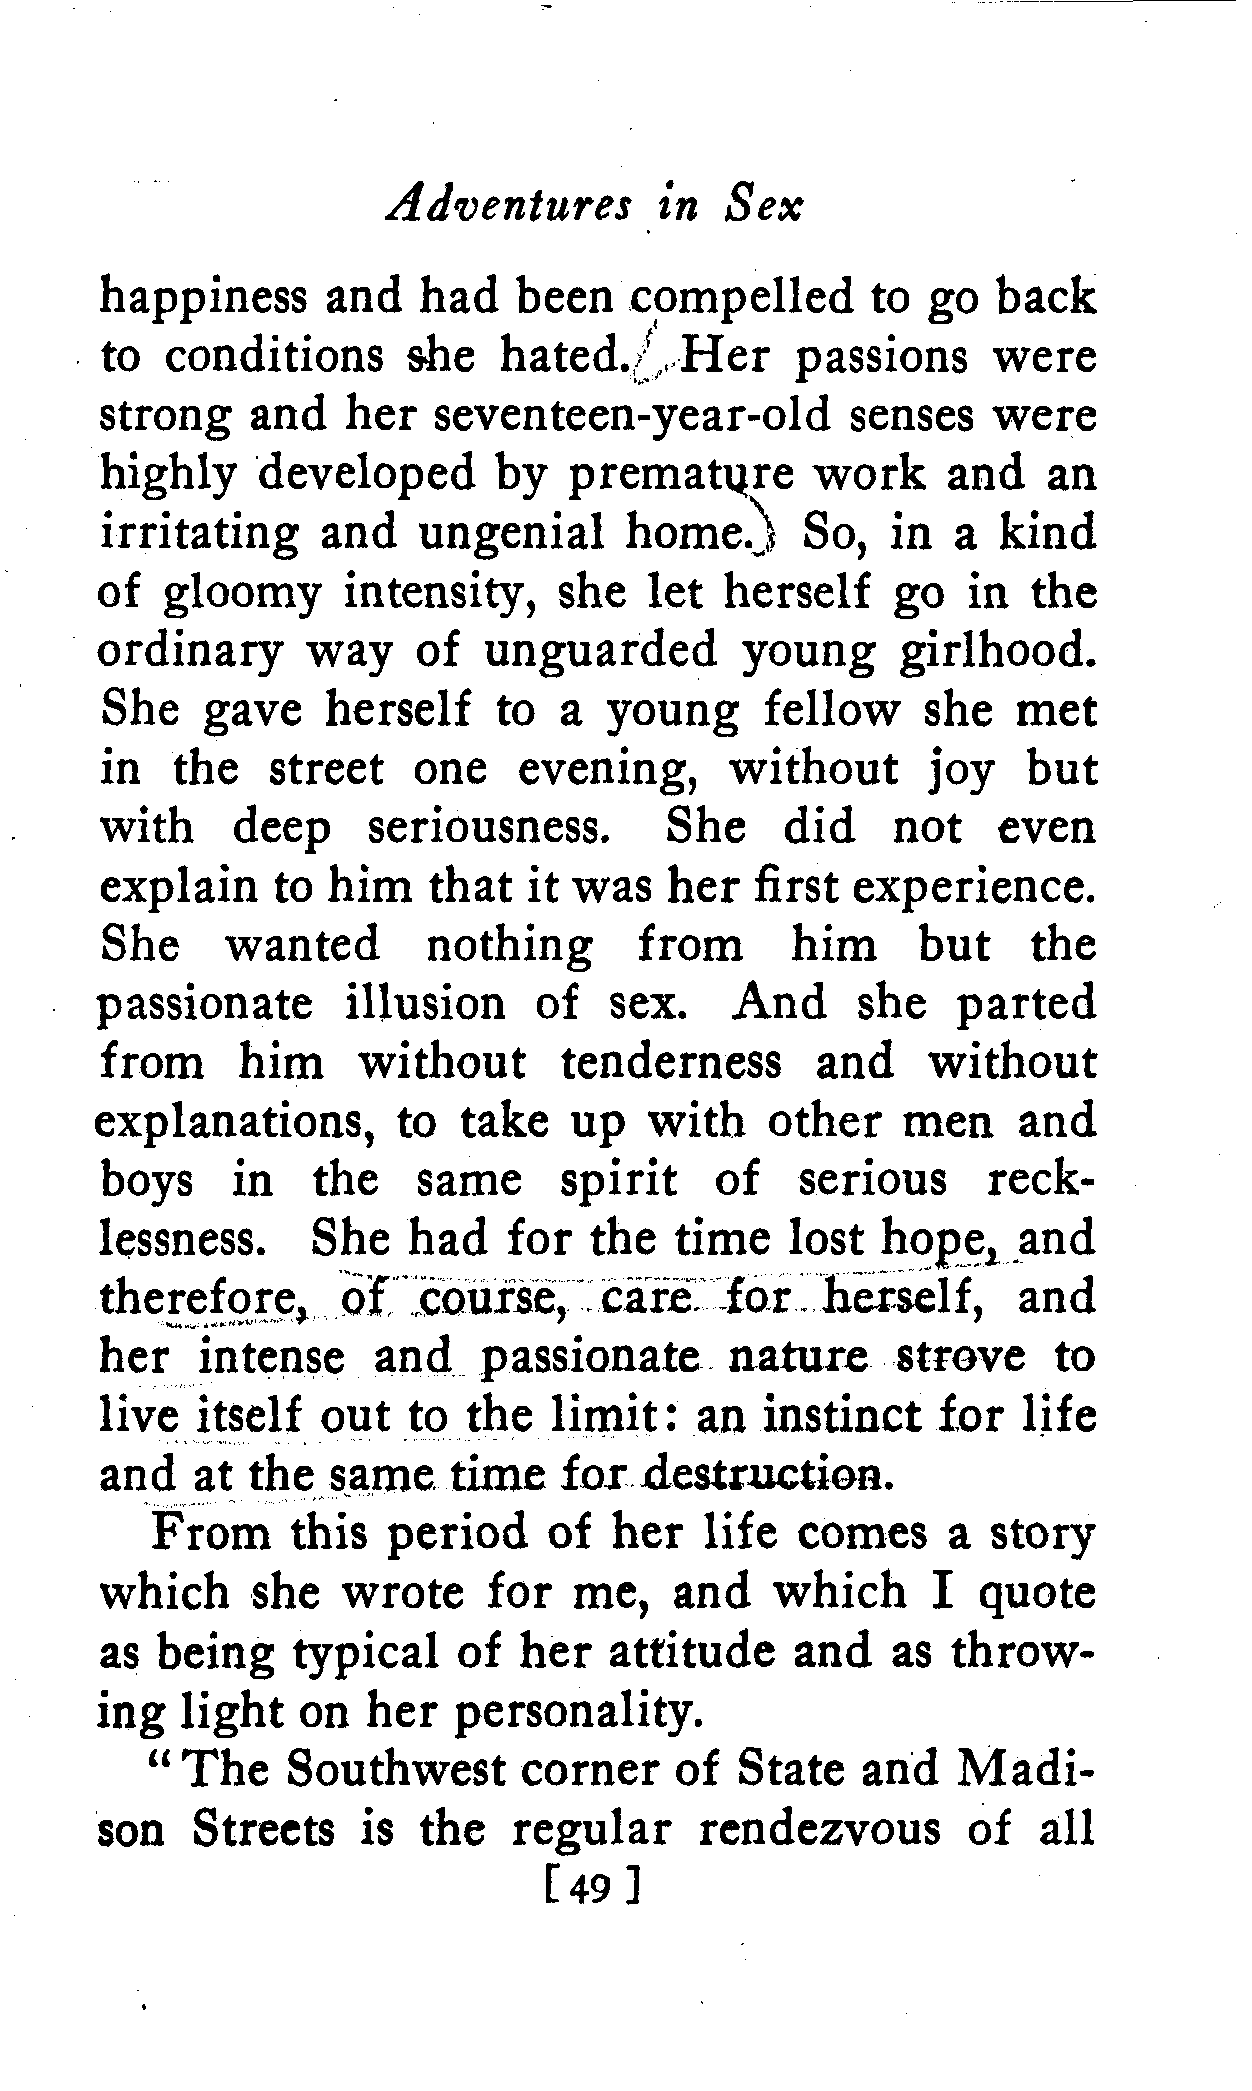 Adventures in Sex
happiness and had been compelled to go back
to conditions she hated. Her passions were
strong and her seventeen-year-old senses were
highly developed by premature work and an
irritating and ungenial home.) So, in a kind
of gloomy intensity, she let herself go in the
ordinary way of unguarded young girlhood.
She gave herself to a young fellow she met
in the street one evening, without joy but
with deep seriousness. She did not even
explain to him that it was her first experience.
She wanted nothing from him but the
passionate illusion of sex. And she parted
from him without tenderness and without
explanations, to take up with other men and
boys in the same spirit of serious reck-
lessness. She had for the time lost hope, and
therefore, of course, care for herself, and
her intense and passionate nature strove to
live itself out to the limit: an instinct for life
and at the same time for destruction.
From this period of her life comes a story
which she wrote for me, and which I quote
as being typical of her attitude and as throw-
ing light on her personality.
"The Southwest corner of State and Madi-
son Streets is the regular rendezvous of all
[49]